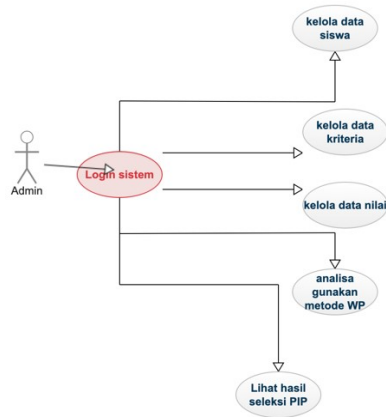 kelola data
siswa
kelola data
kriteria
Login sistem
Admin
kelola data nilai
analisa
gunakan
metode WP
Lihat hasil
seleksi PIP